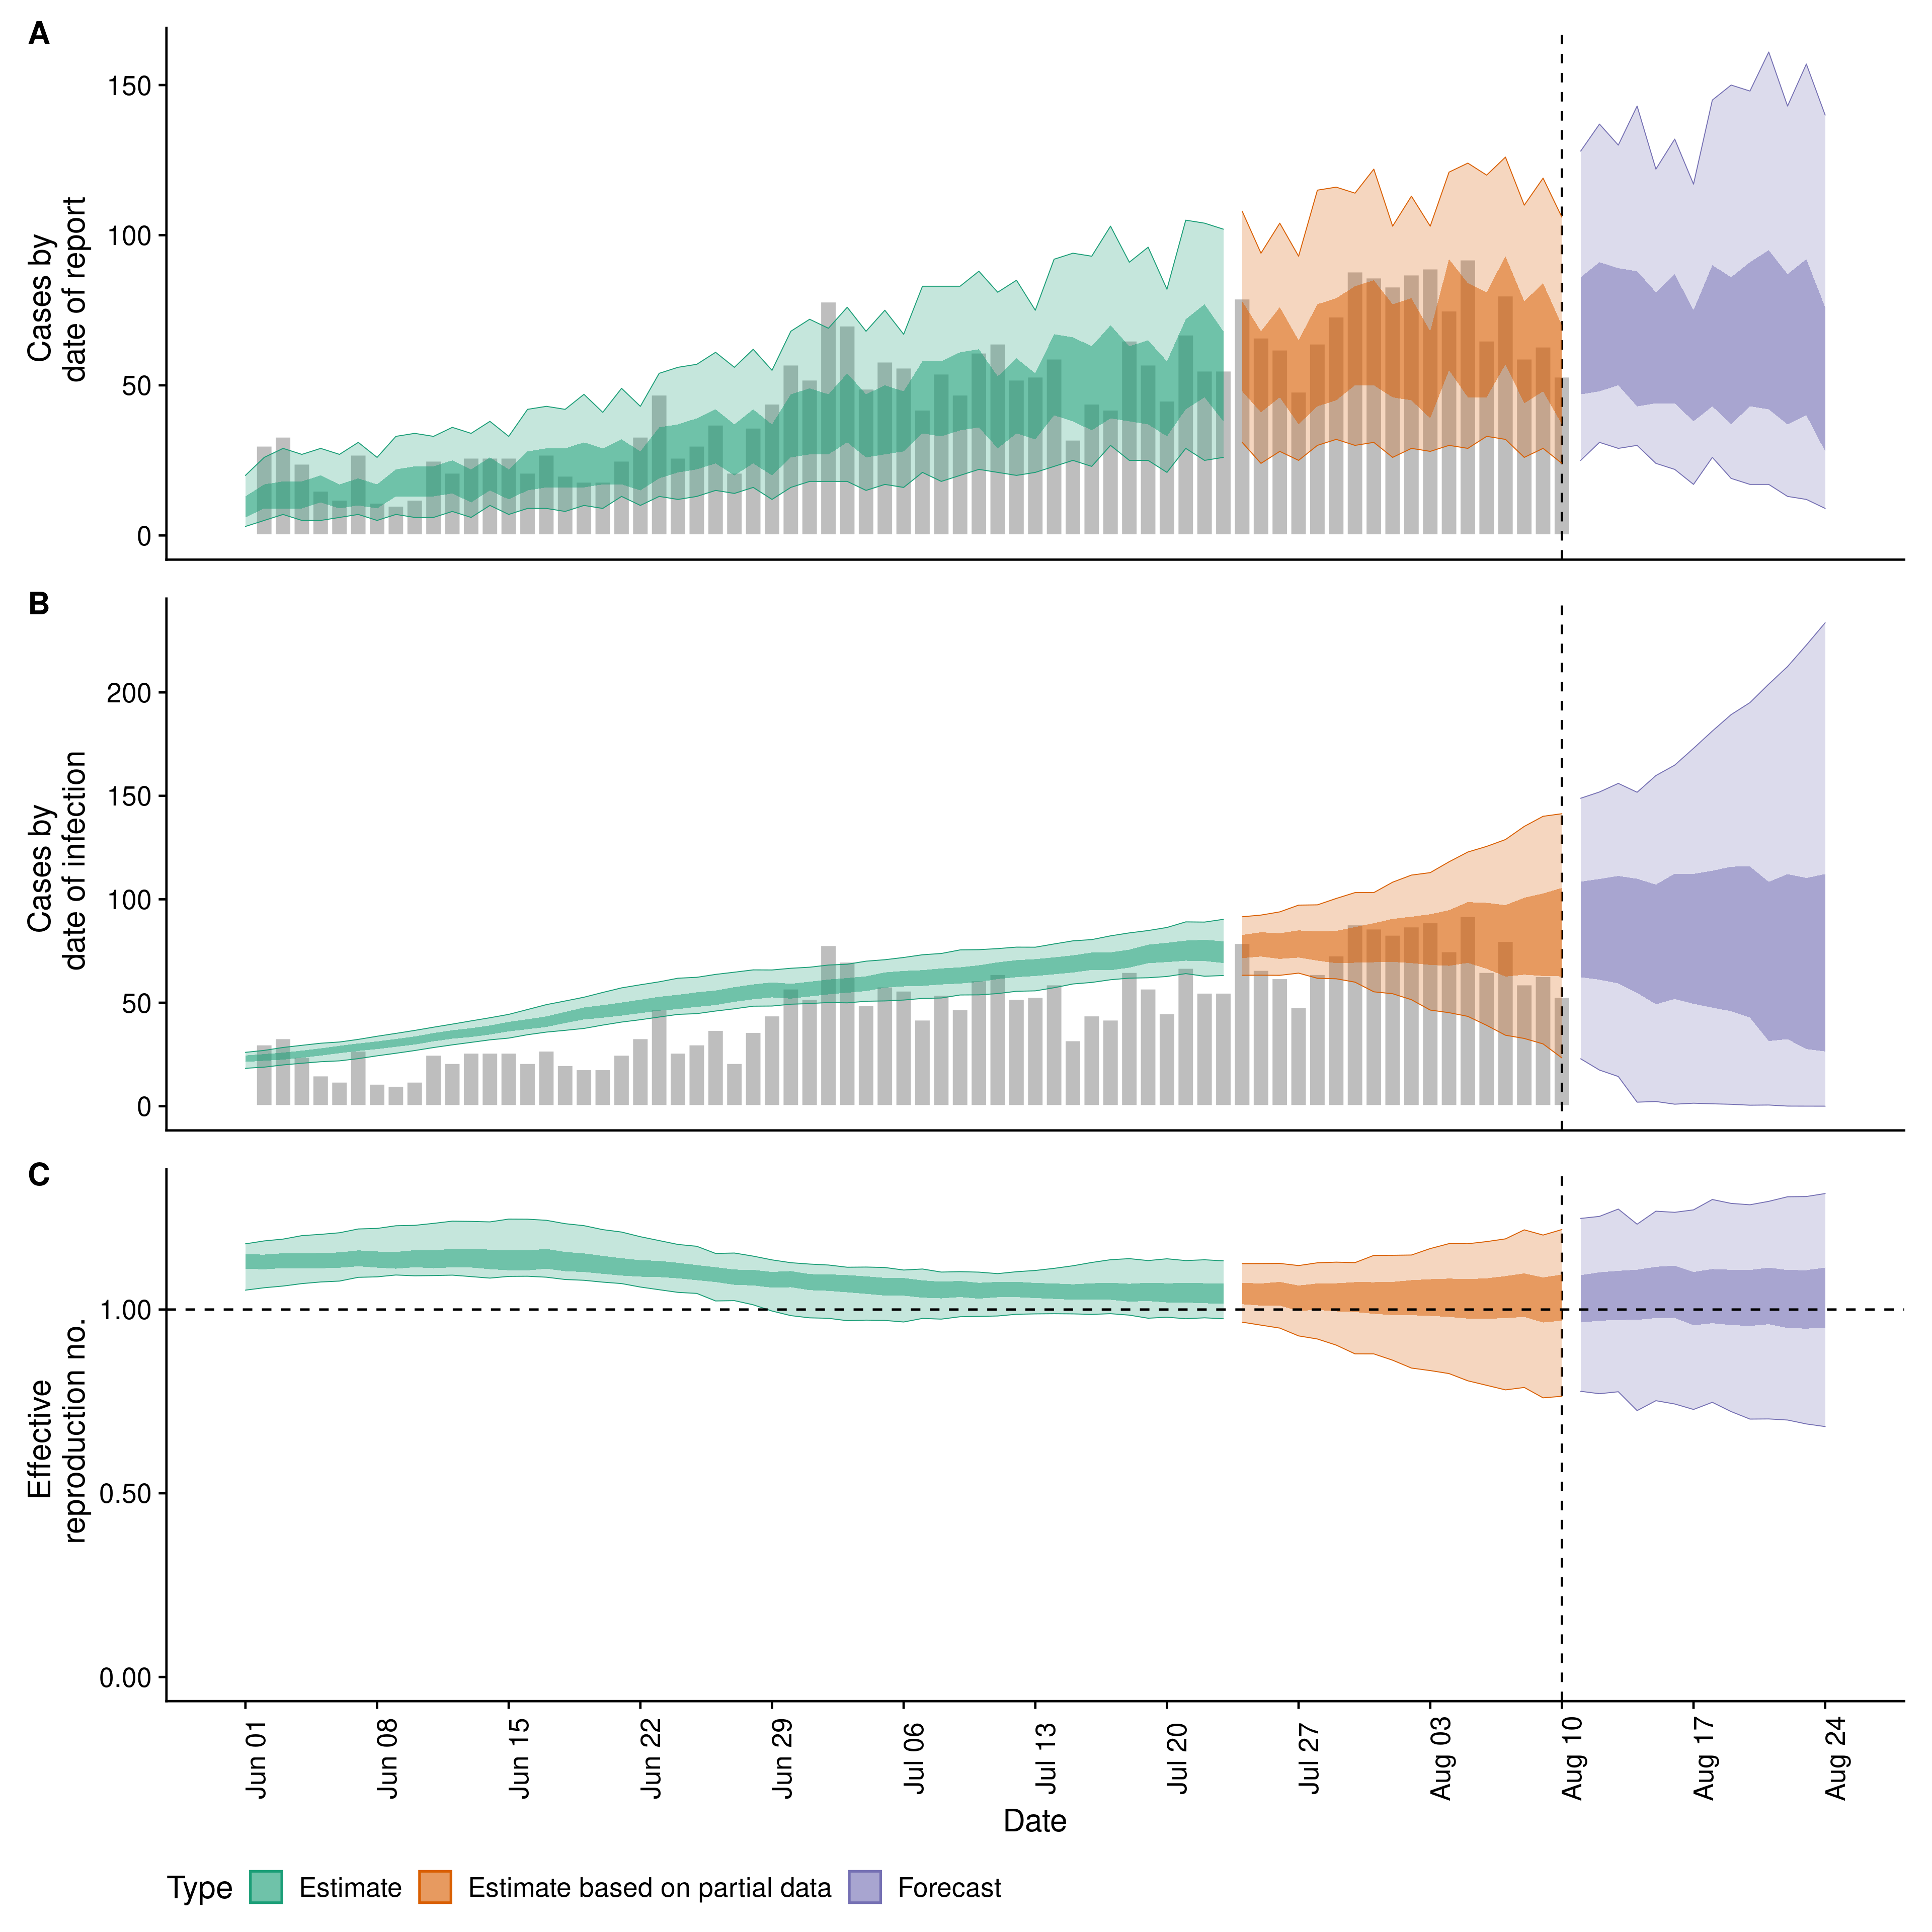 A
150
100
50
0
Cases by
date of report
B
200
150
100
50
0
Cases by
date of infection
C
1.00
0.50
0.00
Effective
reproduction no.
Jun 01
Jun 08
Jun 15
Jun 22
Jun 29
Jul 06
Jul 13
Jul 20
Jul 27
Aug 03
Aug 10
Aug 17
Aug 24
Date
Type Estimate Estimate based on partial data Forecast